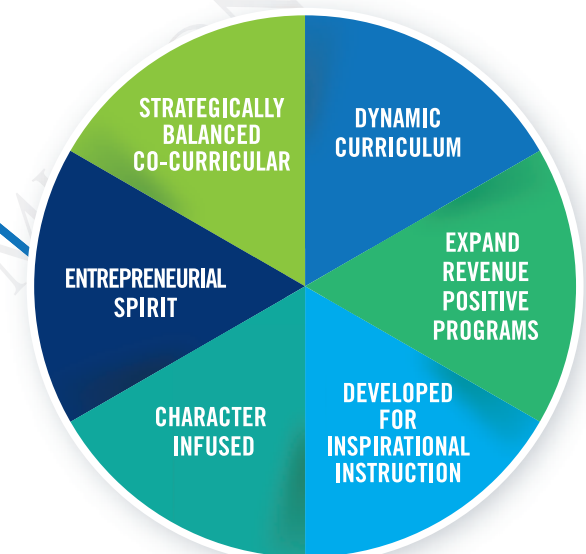 STRATEGICALLY
BALANCED
CO-CURRICULAR
DYNAMIC
CURRICULUM
EXPAND
REVENUE
POSITIVE
PROGRAMS
DEVELOPED
FOR
INSPIRATIONAL
INSTRUCTION
CHARACTER
INFUSED
ENTREPRENEURIAL
SPIRIT